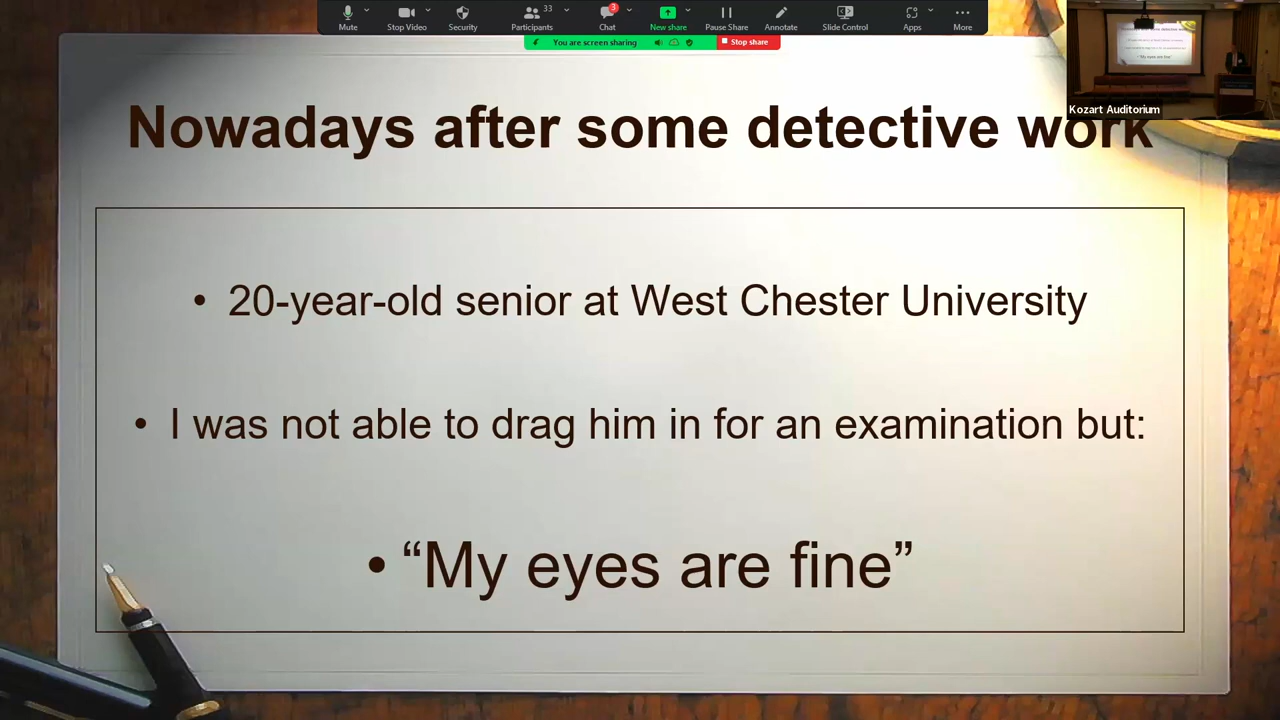 33
3
Mute
Stop Video
Security
Participants
Chat
New share
Pause Share
Annotate
Slide Control
Apps
More
You are screen sharing
Stop share
Kozart Auditorium
Nowadays after some detective work
• 20-year-old senior at West Chester University
• I was not able to drag him in for an examination but:
• “My eyes are fine”